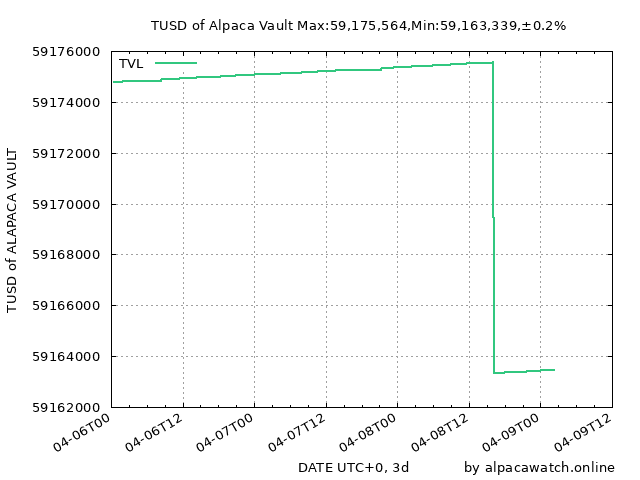 TUSD of Alpaca Vault Max:59,175,564,Min:59,163,339,±0.2%
TVL
59176000
59174000
59172000
59170000
59168000
59166000
59164000
59162000
TUSD of ALAPACA VAULT
04-06T00
04-06T12
04-07T00
04-07T12
04-08T00
04-08T12
04-09T00
04-09T12
DATE UTC+0, 3d
by alpacawatch.online